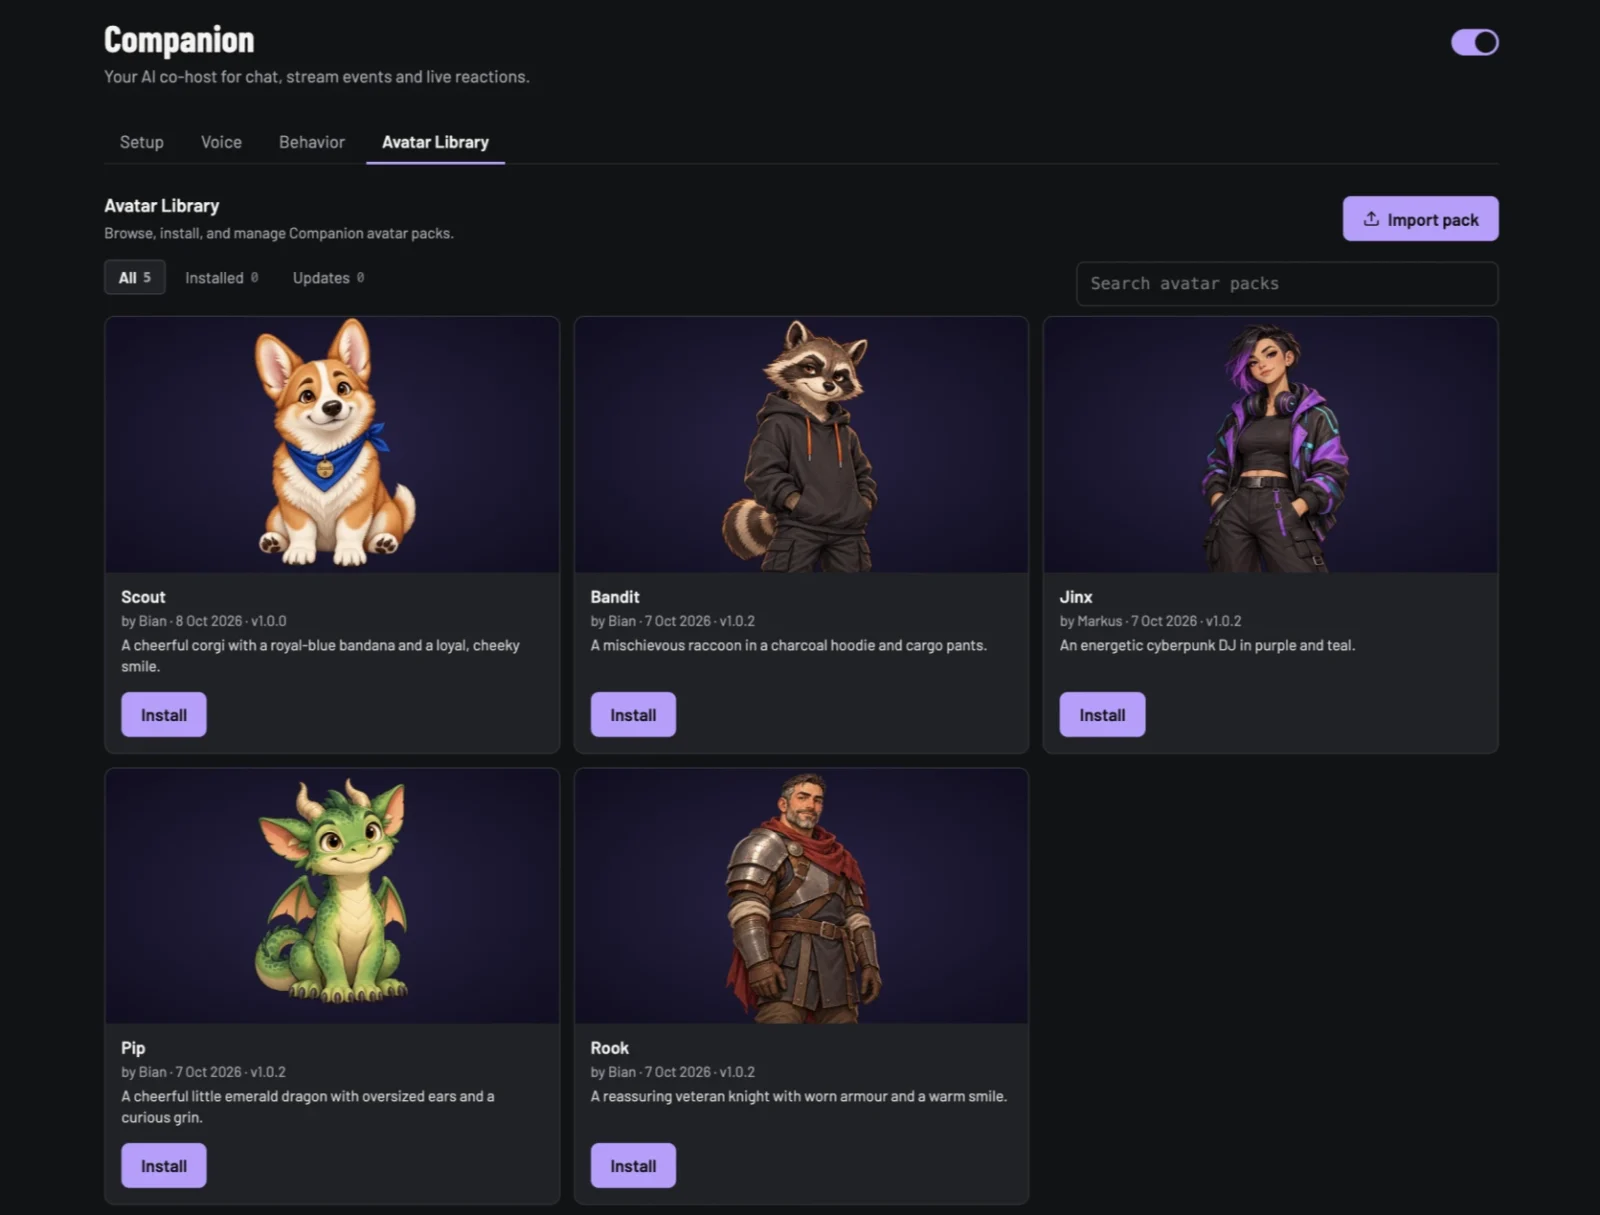 Companion
Your AI co-host for chat, stream events and live reactions.
Setup
Voice
Behavior
Avatar Library
Avatar Library
Browse, install, and manage Companion avatar packs.
Import pack
All 5
Installed 0
Updates 0
Search avatar packs
Scout
by Bian · 8 Oct 2026 · v1.0.0
A cheerful corgi with a royal-blue bandana and a loyal, cheeky
smile.
Install
Bandit
by Bian · 7 Oct 2026 · v1.0.2
A mischievous raccoon in a charcoal hoodie and cargo pants.
Install
Jinx
by Markus · 7 Oct 2026 · v1.0.2
An energetic cyberpunk DJ in purple and teal.
Install
Pip
by Bian · 7 Oct 2026 · v1.0.2
A cheerful little emerald dragon with oversized ears and a
curious grin.
Install
Rook
by Bian · 7 Oct 2026 · v1.0.2
A reassuring veteran knight with worn armour and a warm smile.
Install